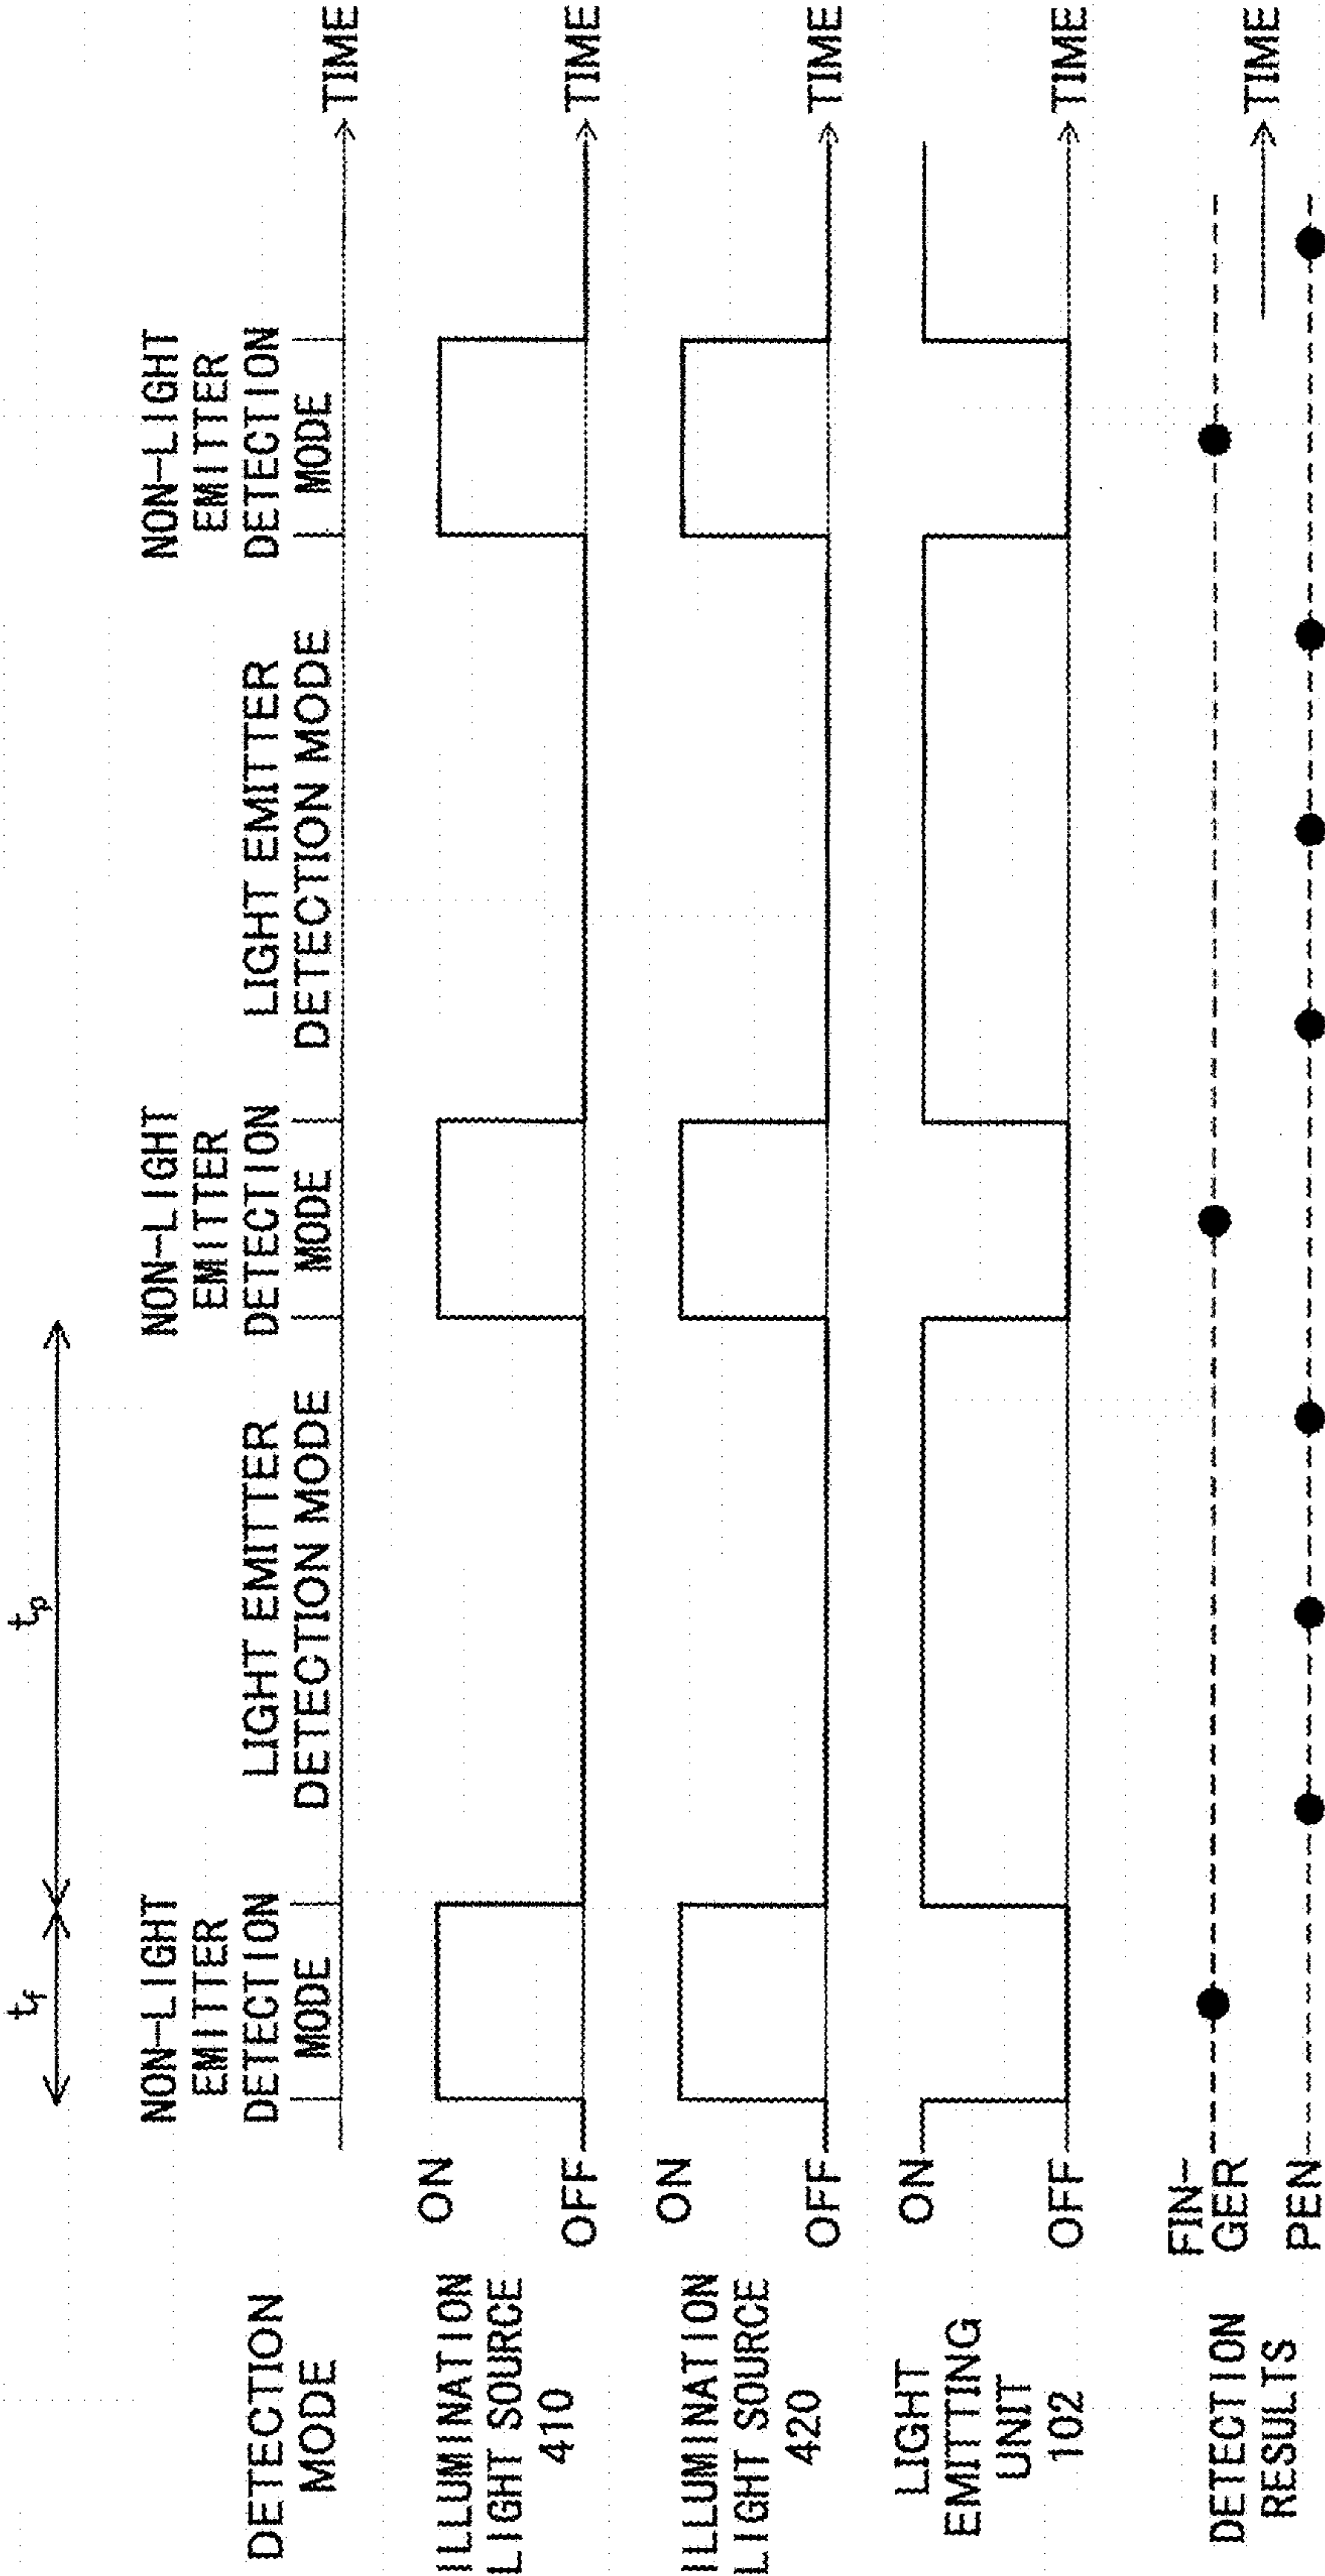 tf
tp
DETECTION
MODE
NON-LIGHT
EMITTER
DETECTION
MODE
LIGHT EMITTER
DETECTION MODE
NON-LIGHT
EMITTER
DETECTION
MODE
LIGHT EMITTER
DETECTION MODE
NON-LIGHT
EMITTER
DETECTION
MODE
TIME
ILLUMINATION
LIGHT SOURCE
410
ON
OFF
TIME
ILLUMINATION
LIGHT SOURCE
420
ON
OFF
TIME
LIGHT
EMITTING
UNIT
102
ON
OFF
TIME
DETECTION
RESULTS
FIN-
GER
PEN
TIME